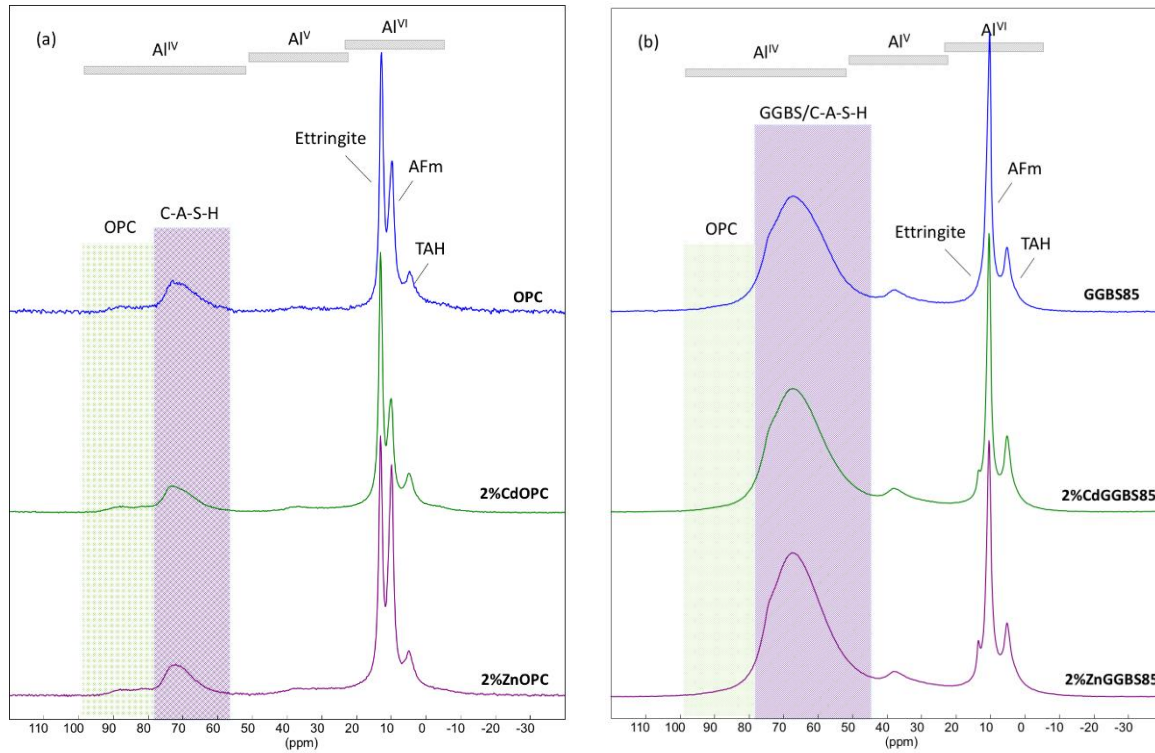 (a)
Al^IV
Al^V
Al^VI
Ettringite
AFm
C-A-S-H
OPC
TAH
OPC
2%CdOPC
2%ZnOPC
110 100 90 80 70 60 50 40 30 20 10 0 -10 -20 -30
(ppm)
(b)
Al^IV
Al^V
Al^VI
GGBS/C-A-S-H
AFm
OPC
Ettringite
TAH
GGBS85
2%CdGGBS85
2%ZnGGBS85
110 100 90 80 70 60 50 40 30 20 10 0 -10 -20 -30
(ppm)